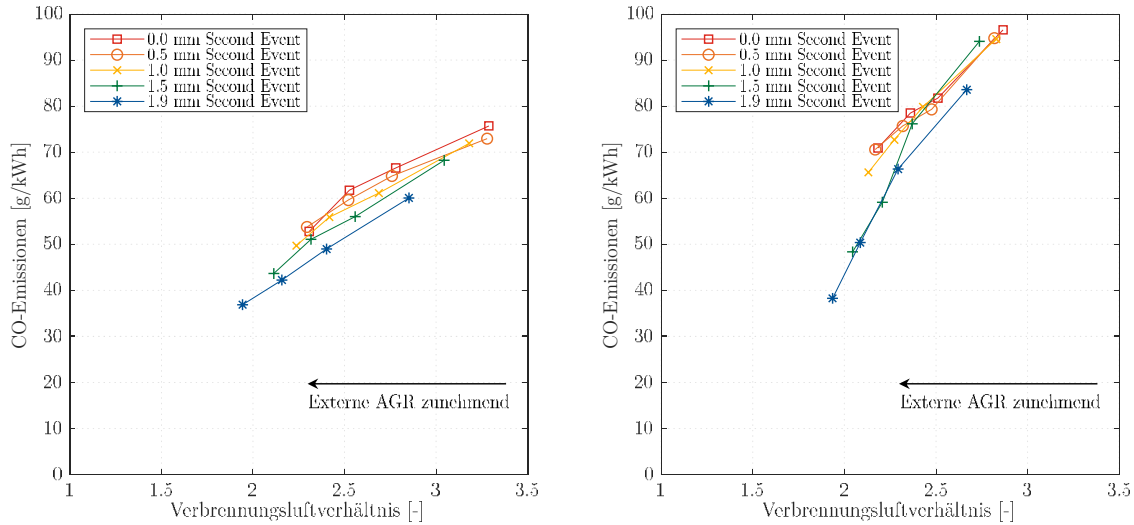 100
90
80
70
60
50
40
30
20
10
0
CO-Emissionen [g/kWh]
0.0 mm Second Event
0.5 mm Second Event
1.0 mm Second Event
1.5 mm Second Event
1.9 mm Second Event
Externe AGR zunehmend
1 1.5 2 2.5 3 3.5
Verbrennungsluftverhältnis [-]
100
90
80
70
60
50
40
30
20
10
0
CO-Emissionen [g/kWh]
0.0 mm Second Event
0.5 mm Second Event
1.0 mm Second Event
1.5 mm Second Event
1.9 mm Second Event
Externe AGR zunehmend
1 1.5 2 2.5 3 3.5
Verbrennungsluftverhältnis [-]